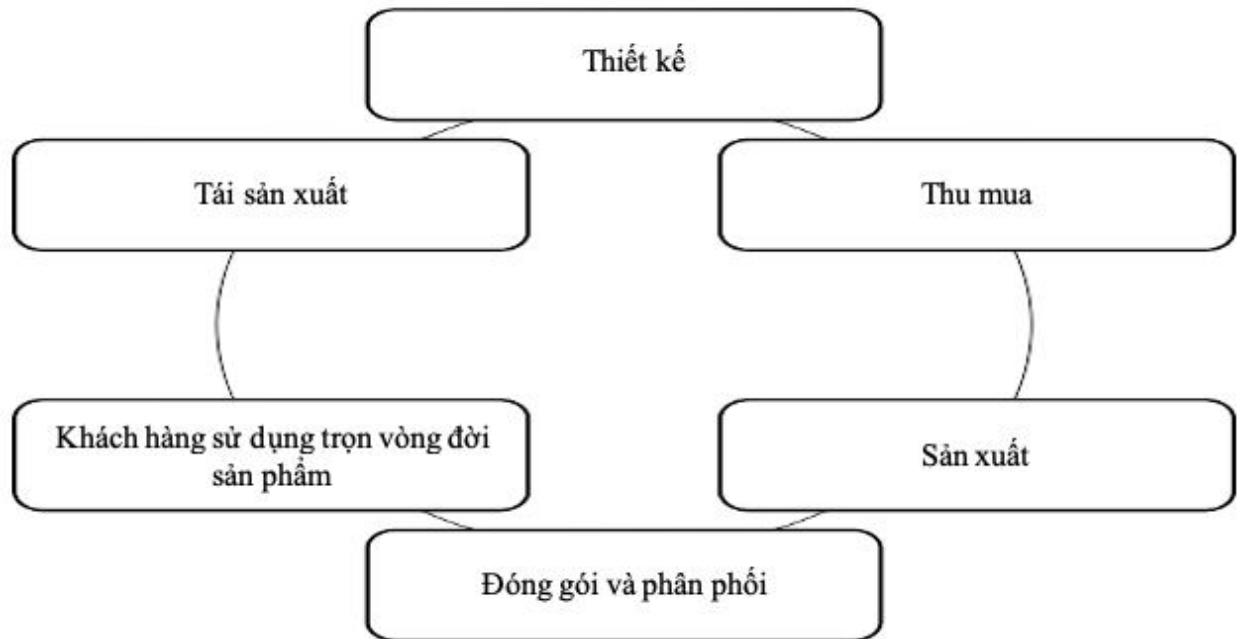 Thiết kế
Tái sản xuất
Thu mua
Khách hàng sử dụng trọn vòng đời
sản phẩm
Sản xuất
Đóng gói và phân phối